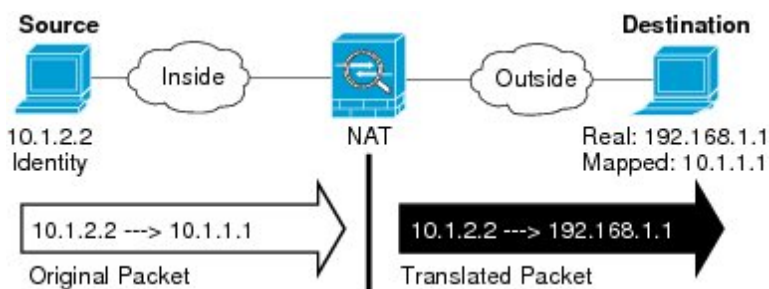 Source
Destination
Inside
Outside
10.1.2.2
Identity
NAT
Real: 192.168.1.1
Mapped: 10.1.1.1
10.1.2.2 ---> 10.1.1.1
10.1.2.2 ---> 192.168.1.1
Original Packet
Translated Packet